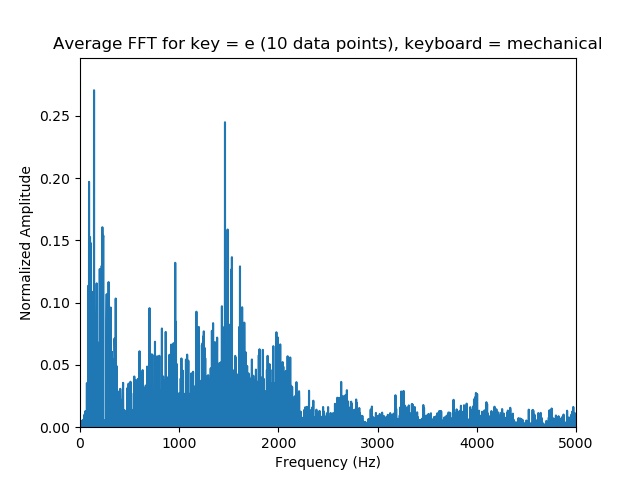 Average FFT for key = e (10 data points), keyboard = mechanical
Normalized Amplitude
0.25
0.20
0.15
0.10
0.05
0.00
0 1000 2000 3000 4000 5000
Frequency (Hz)